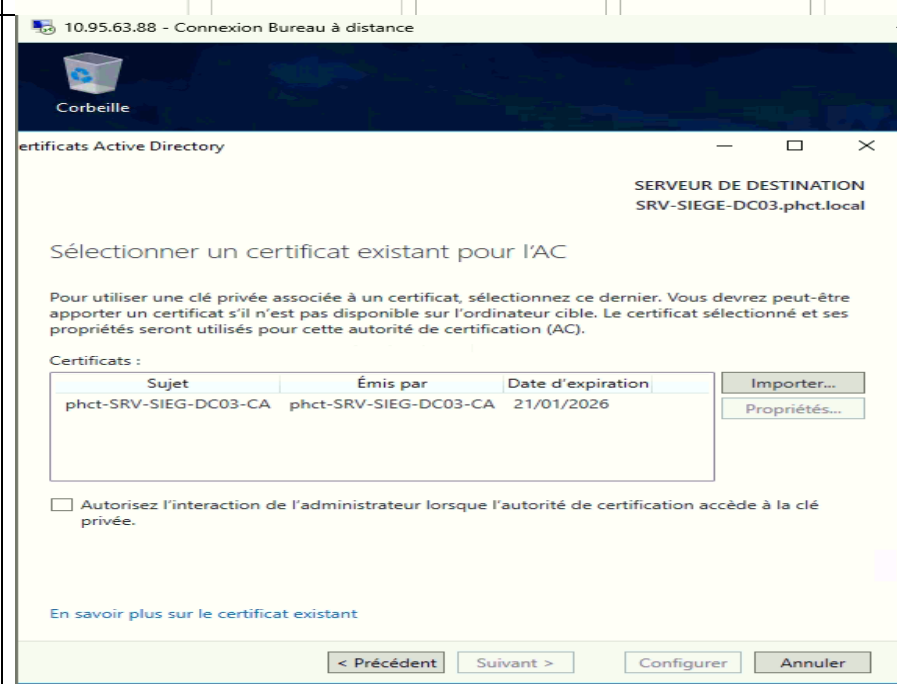 10.95.63.88 - Connexion Bureau à distance
Corbeille
ertificats Active Directory
SERVEUR DE DESTINATION
SRV-SIEGE-DC03.phct.local
Sélectionner un certificat existant pour l'AC
Pour utiliser une clé privée associée à un certificat, sélectionnez ce dernier. Vous devrez peut-être
apporter un certificat s'il n'est pas disponible sur l'ordinateur cible. Le certificat sélectionné et ses
propriétés seront utilisés pour cette autorité de certification (AC).
Certificats :
Sujet Émis par Date d'expiration
phct-SRV-SIEG-DC03-CA phct-SRV-SIEG-DC03-CA 21/01/2026
Importer...
Propriétés...
Autorisez l'interaction de l'administrateur lorsque l'autorité de certification accède à la clé
privée.
En savoir plus sur le certificat existant
< Précédent Suivant > Configurer Annuler